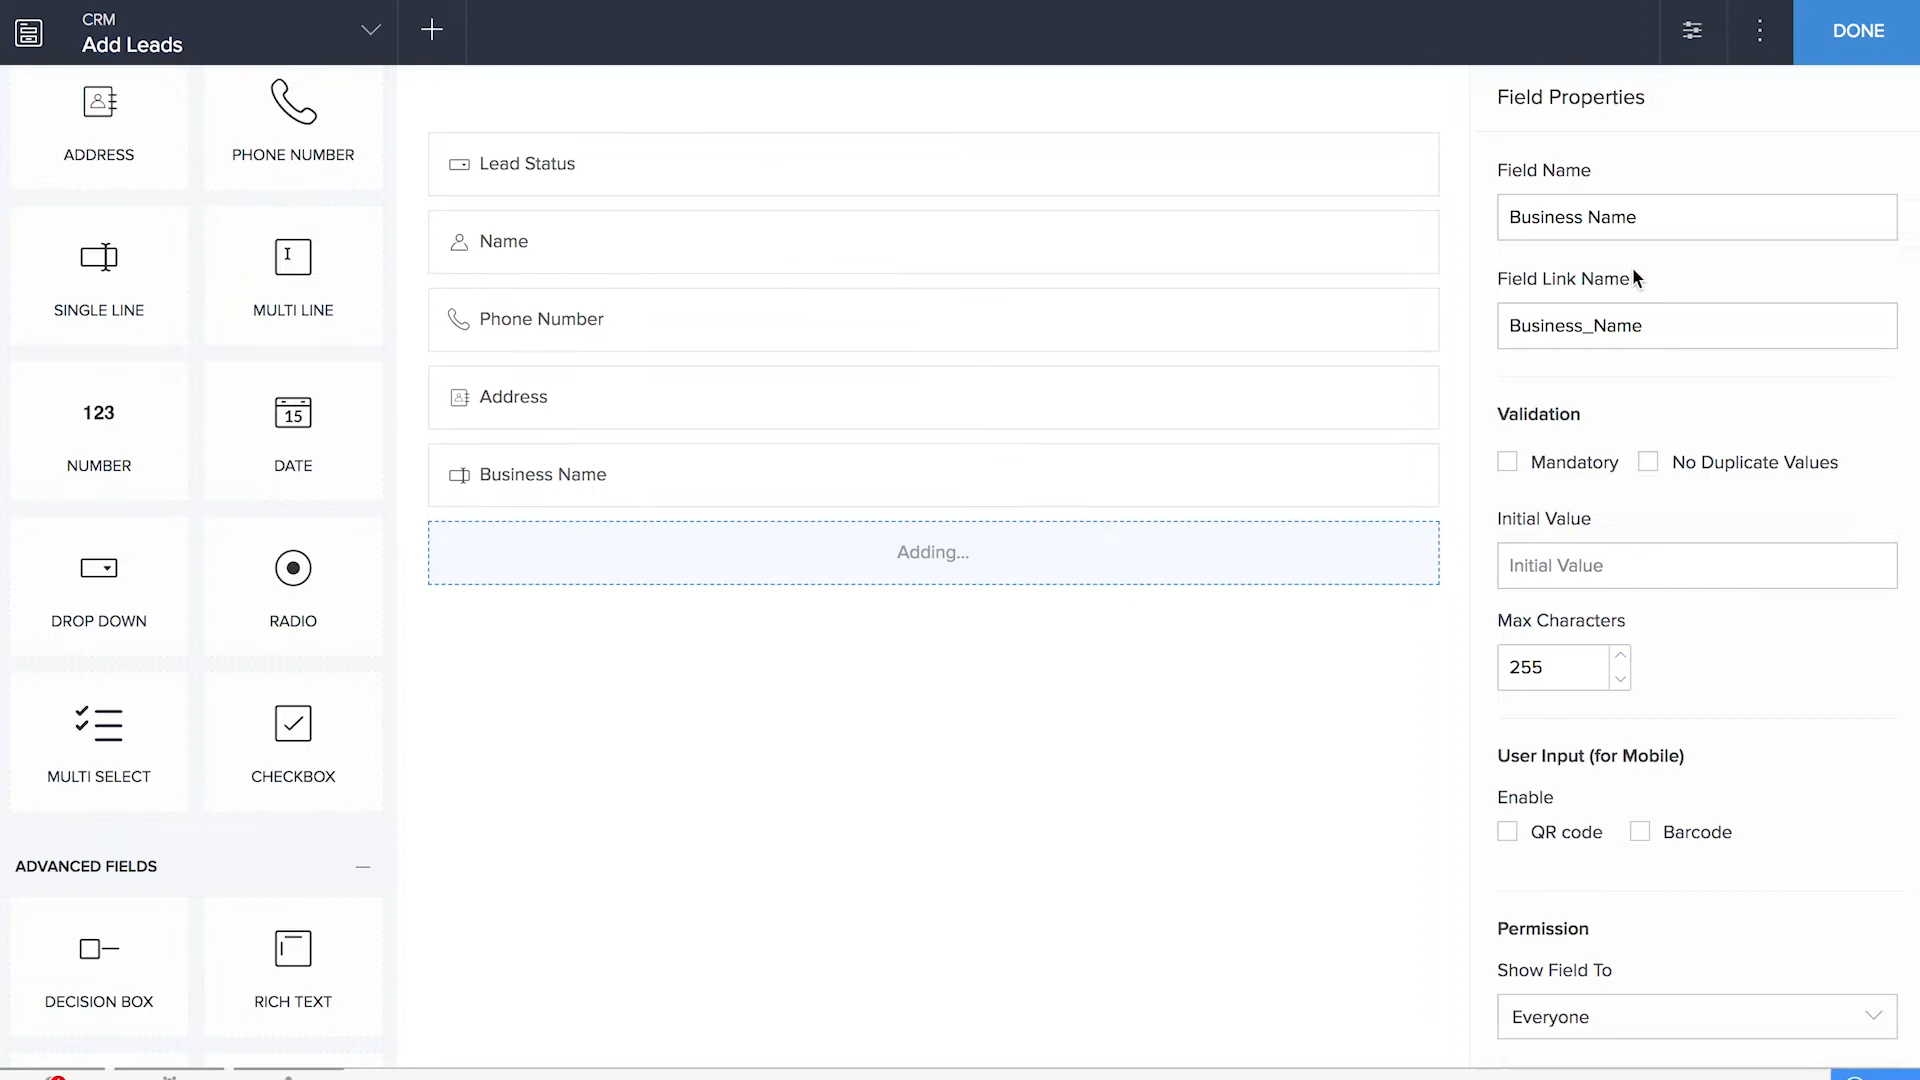 CRM
Add Leads
DONE
ADDRESS
PHONE NUMBER
SINGLE LINE
I
MULTI LINE
123
NUMBER
15
DATE
DROP DOWN
RADIO
MULTI SELECT
CHECKBOX
ADVANCED FIELDS
DECISION BOX
RICH TEXT
Lead Status
Name
Phone Number
Address
Business Name
Adding...
Field Properties
Field Name
Business Name
Field Link Name
Business_Name
Validation
Mandatory
No Duplicate Values
Initial Value
Initial Value
Max Characters
255
User Input (for Mobile)
Enable
QR code
Barcode
Permission
Show Field To
Everyone